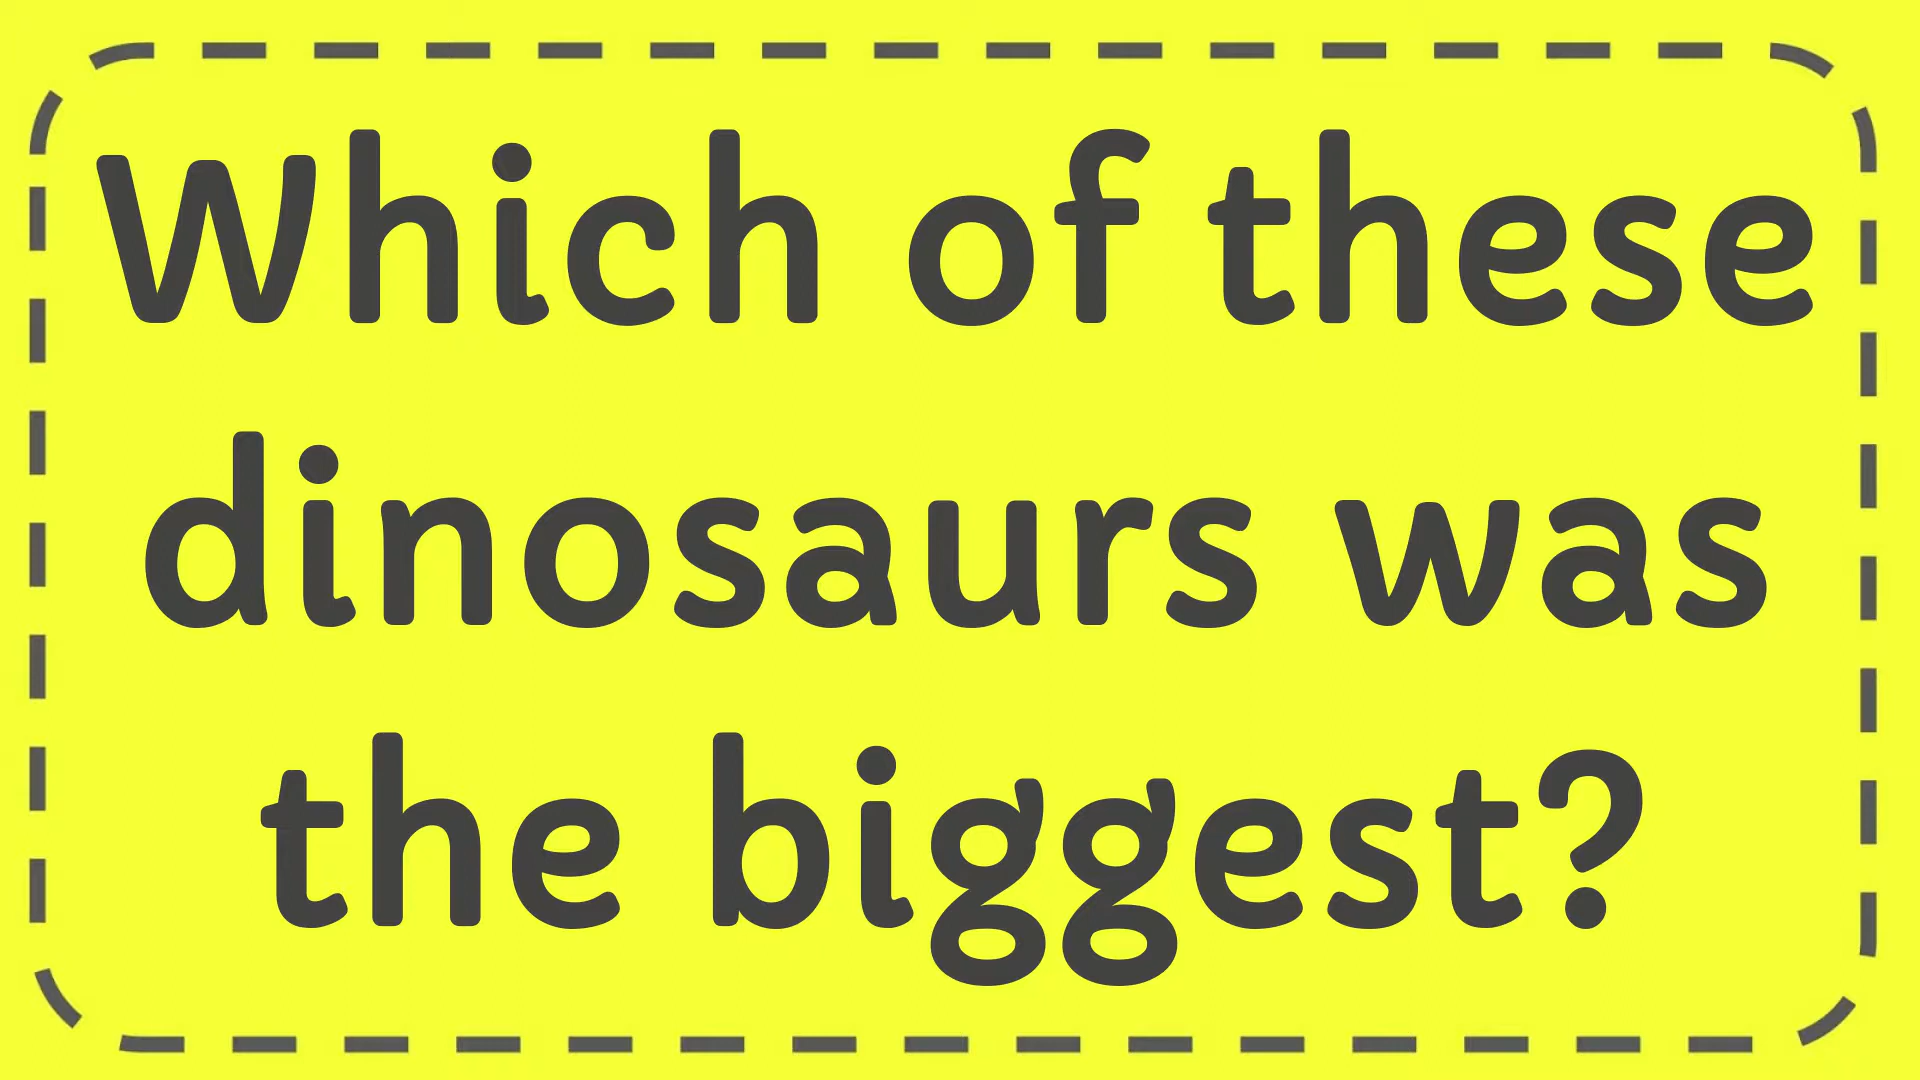 Which of these
dinosaurs was
the biggest?